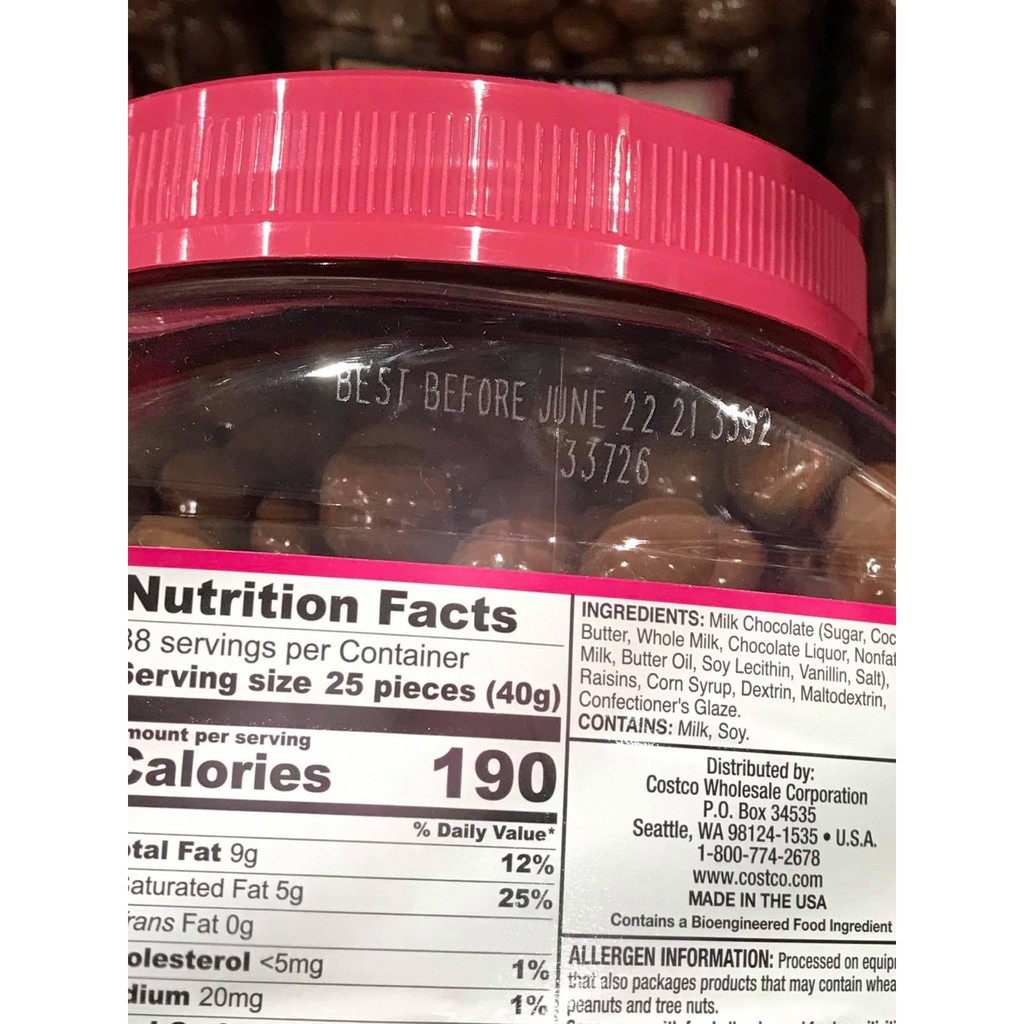 BEST BEFORE JUNE 22 21 3392
33726
Nutrition Facts
38 servings per Container
Serving size 25 pieces (40g)
mount per serving
Calories 190
% Daily Value*
tal Fat 9g 12%
aturated Fat 5g 25%
rans Fat 0g
olesterol <5mg 1%
dium 20mg 1%
INGREDIENTS: Milk Chocolate (Sugar, Coc
Butter, Whole Milk, Chocolate Liquor, Nonfat
Milk, Butter Oil, Soy Lecithin, Vanillin, Salt),
Raisins, Corn Syrup, Dextrin, Maltodextrin,
Confectioner's Glaze.
CONTAINS: Milk, Soy.
Distributed by:
Costco Wholesale Corporation
P.O. Box 34535
Seattle, WA 98124-1535 • U.S.A.
1-800-774-2678
www.costco.com
MADE IN THE USA
Contains a Bioengineered Food Ingredient
ALLERGEN INFORMATION: Processed on equip
that also packages products that may contain whea
peanuts and tree nuts.